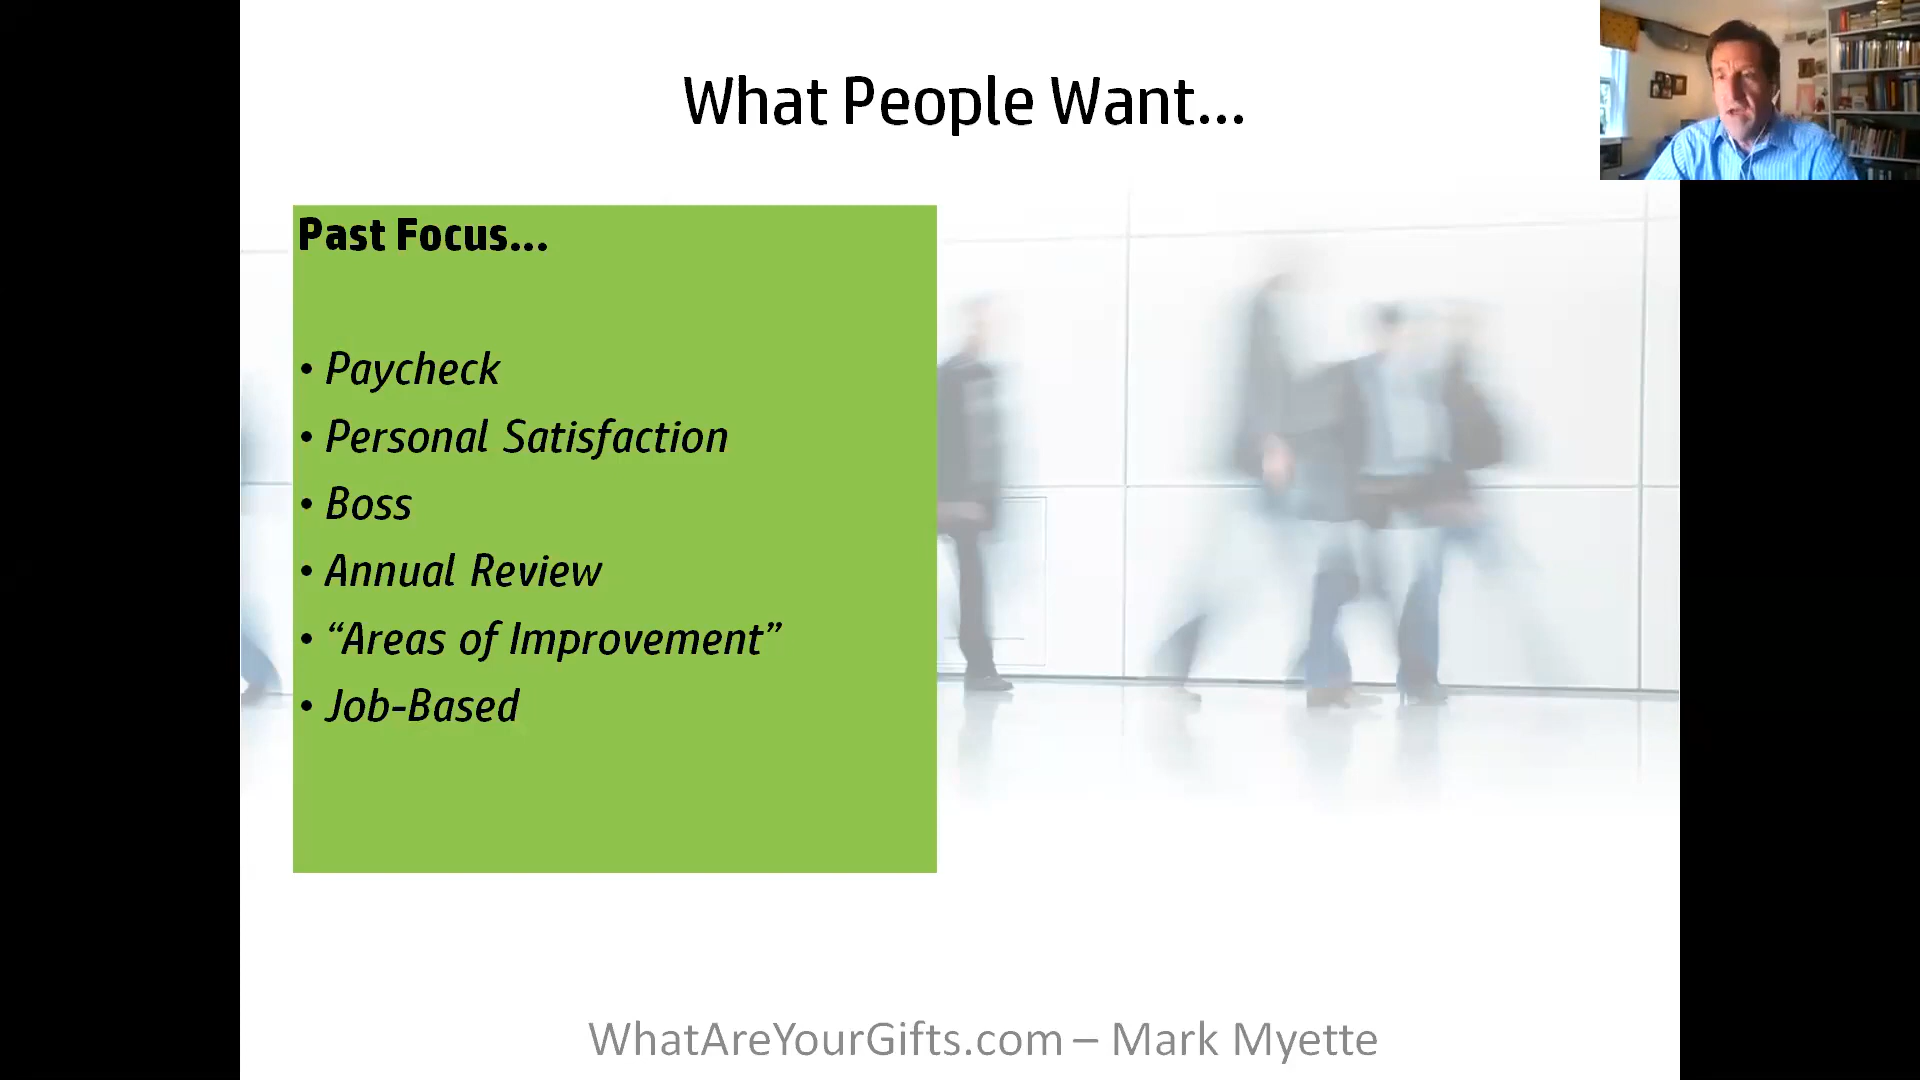 What People Want...
Past Focus...
• Paycheck
• Personal Satisfaction
• Boss
• Annual Review
• “Areas of Improvement”
• Job-Based
WhatAreYourGifts.com – Mark Myette